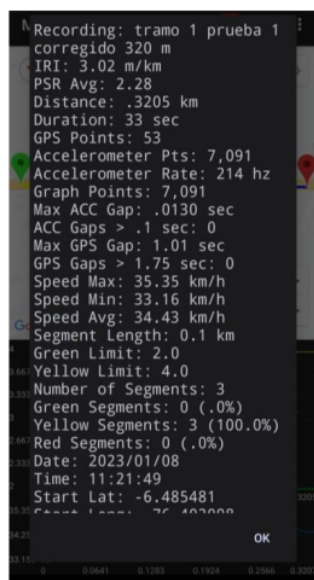 Recording: tramo 1 prueba 1
corregido 320 m
IRI: 3.02 m/km
PSR Avg: 2.28
Distance: .3205 km
Duration: 33 sec
GPS Points: 53
Accelerometer Pts: 7,091
Accelerometer Rate: 214 hz
Graph Points: 7,091
Max ACC Gap: .0130 sec
ACC Gaps > .1 sec: 0
Max GPS Gap: 1.01 sec
GPS Gaps > 1.75 sec: 0
Speed Max: 35.35 km/h
Speed Min: 33.16 km/h
Speed Avg: 34.43 km/h
Segment Length: 0.1 km
Green Limit: 2.0
Yellow Limit: 4.0
Number of Segments: 3
Green Segments: 0 (.0%)
Yellow Segments: 3 (100.0%)
Red Segments: 0 (.0%)
Date: 2023/01/08
Time: 11:21:49
Start Lat: -6.485481
OK
0 0.0641 0.1283 0.1924 0.2566